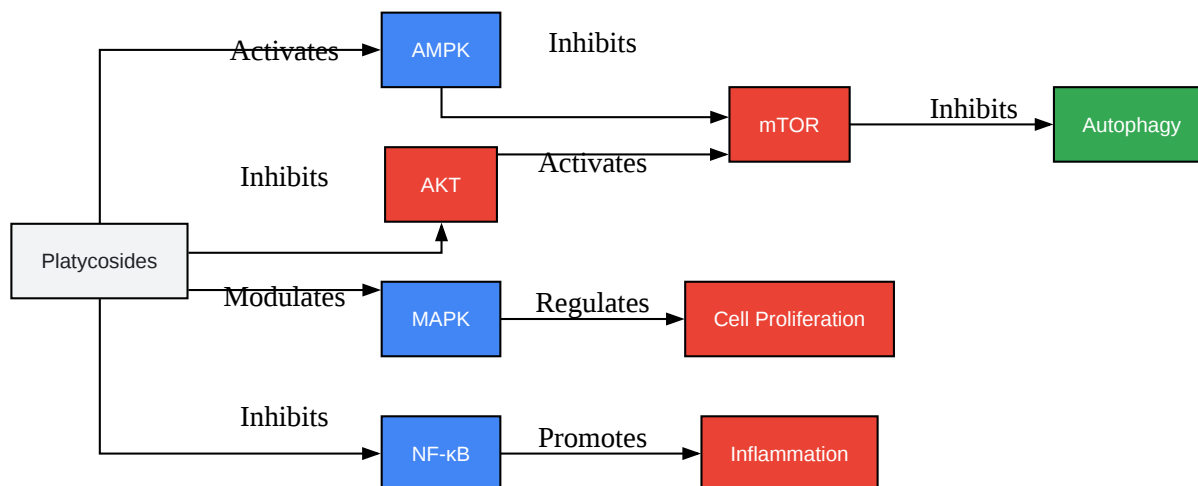 Activates
AMPK
Inhibits
mTOR
Inhibits
Autophagy
Inhibits
AKT
Activates
Platycosides
Modulates
MAPK
Regulates
Cell Proliferation
Inhibits
NF-κB
Promotes
Inflammation